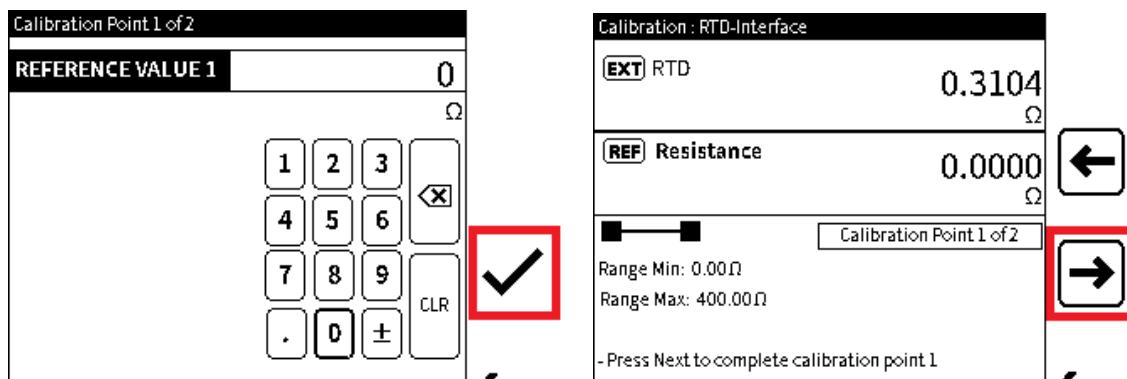 Calibration Point 1 of 2
REFERENCE VALUE 1 0
Ω
1 2 3
4 5 6
7 8 9 CLR
. 0 ±
Calibration : RTD-Interface
EXT RTD 0.3104
Ω
REF Resistance 0.0000
Ω
Calibration Point 1 of 2
Range Min: 0.00Ω
Range Max: 400.00Ω
- Press Next to complete calibration point 1